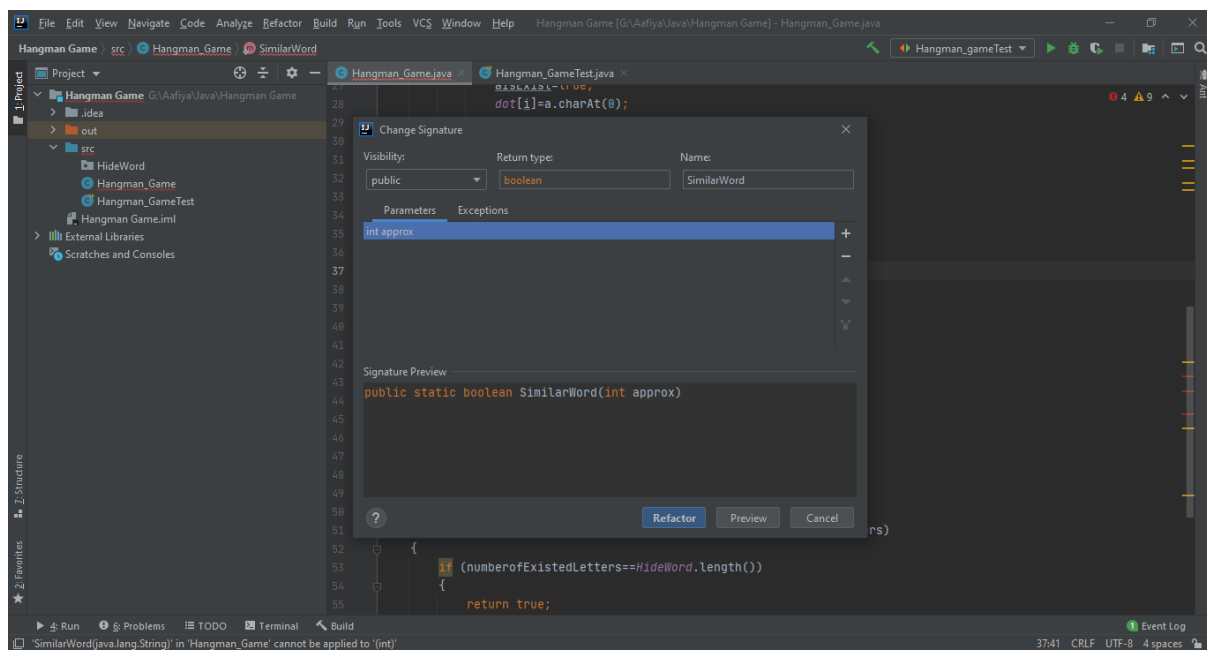 File Edit View Navigate Code Analyze Refactor Build Run Tools VCS Window Help Hangman Game [G:\Aafiya\Java\Hangman Game] - Hangman_Game.java
Hangman Game src Hangman_Game SimilarWord Hangman_gameTest
1: Project
Project
Hangman_Game.java
Hangman_GameTest.java
Ant
Hangman Game G:\Aafiya\Java\Hangman Game
.idea
out
src
HideWord
Hangman_Game
Hangman_GameTest
Hangman Game.iml
External Libraries
Scratches and Consoles
27 aisExist=true;
28 dot[i]=a.charAt(0);
4 9
29
30
31
32
33
34
35
36
37
38
39
40
41
42
43
44
45
46
47
48
49
50
51 rs)
52 {
53 if (numberofExistedLetters==HideWord.length())
54 {
55 return true;
Change Signature
Visibility: Return type: Name:
public boolean SimilarWord
Parameters Exceptions
int approx
Signature Preview
public static boolean SimilarWord(int approx)
? Refactor Preview Cancel
7: Structure
2: Favorites
4: Run 6: Problems TODO Terminal Build 1 Event Log
'SimilarWord(java.lang.String)' in 'Hangman_Game' cannot be applied to '(int)' 37:41 CRLF UTF-8 4 spaces